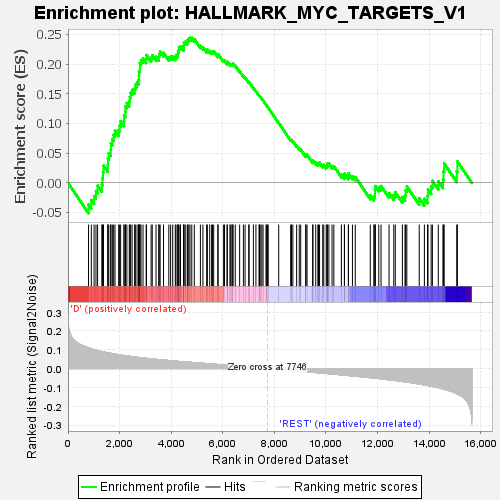 Enrichment plot: HALLMARK_MYC_TARGETS_V1
Enrichment score (ES)
0.25
0.20
0.15
0.10
0.05
0.00
-0.05
'D' (positively correlated)
Ranked list metric (Signal2Noise)
0.3
0.2
0.1
0.0
-0.1
-0.2
-0.3
Zero cross at 7746
'REST' (negatively correlated)
0
2,000
4,000
6,000
8,000
10,000
12,000
14,000
16,000
Rank in Ordered Dataset
Enrichment profile
Hits
Ranking metric scores